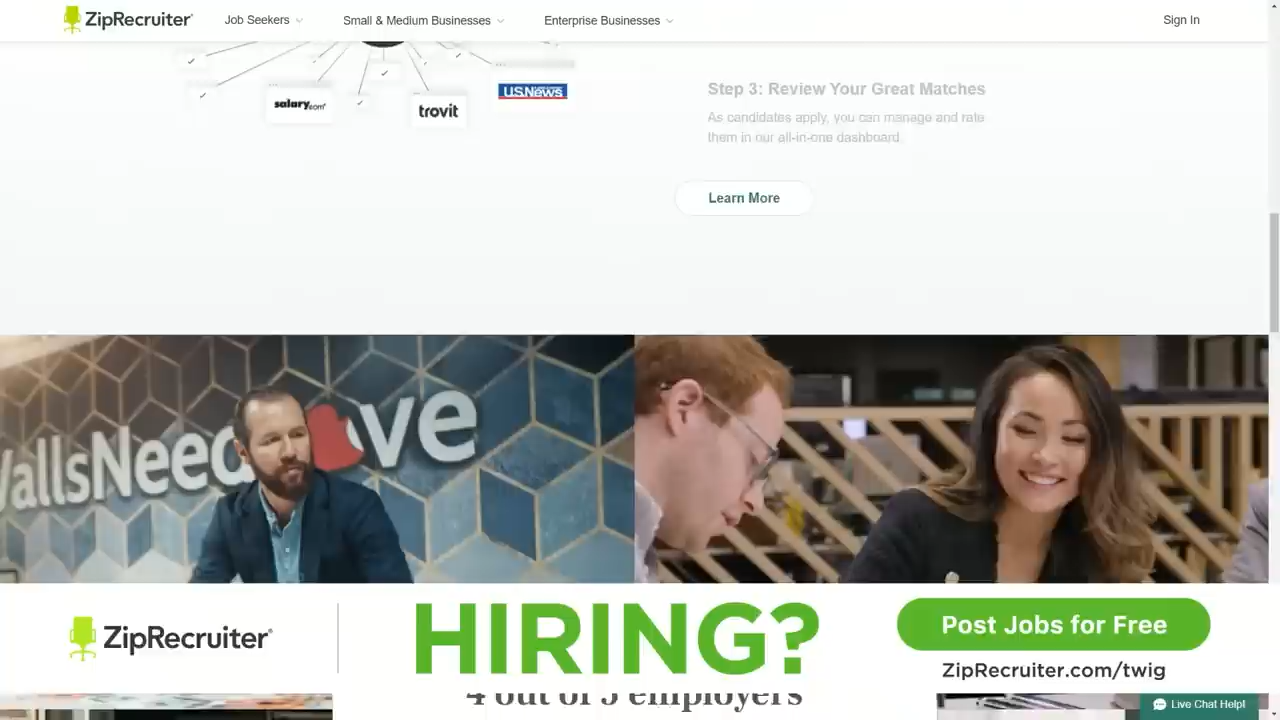 ZipRecruiter
Job Seekers
Small & Medium Businesses
Enterprise Businesses
Sign In
salary.com
trovit
U.S.News
Step 3: Review Your Great Matches
As candidates apply, you can manage and rate
them in our all-in-one dashboard.
Learn More
WallsNeed ve
ZipRecruiter
HIRING?
Post Jobs for Free
ZipRecruiter.com/twig
4 out of 5 employers
Live Chat Help!